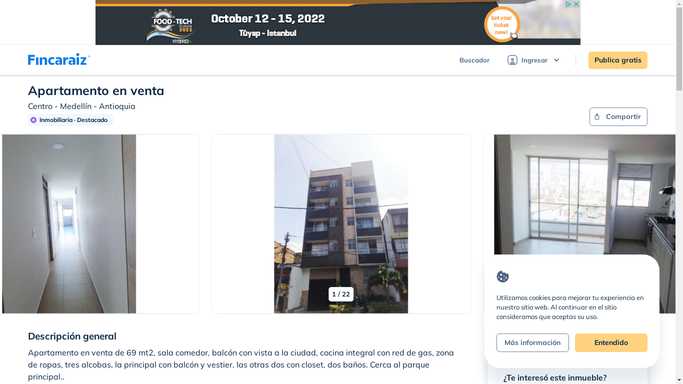 FOOD-TECH
October 12 - 15, 2022
Tüyap - Istanbul
Get your
ticket
now!
Fincaraiz
Buscador
Ingresar
Publica gratis
Apartamento en venta
Centro - Medellín - Antioquia
Inmobiliaria · Destacado
Compartir
1 / 22
Descripción general
Apartamento en venta de 69 mt2, sala comedor, balcón con vista a la ciudad, cocina integral con red de gas, zona
de ropas, tres alcobas, la principal con balcón y vestier, las otras dos con closet, dos baños. Cerca al parque
principal..
Utilizamos cookies para mejorar tu experiencia en
nuestro sitio web. Al continuar en el sitio
consideramos que aceptas su uso.
Más información
Entendido
¿Te interesó este inmueble?